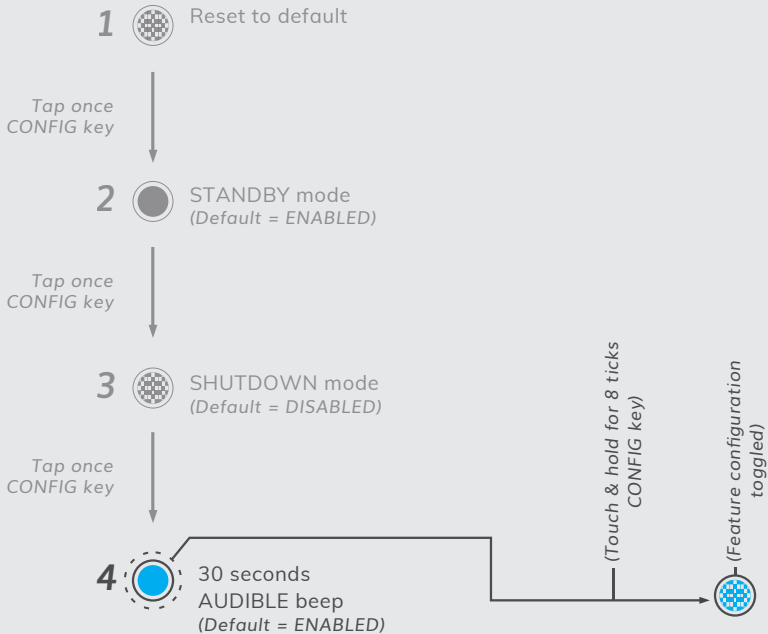 1
Reset to default
Tap once
CONFIG key
2
STANDBY mode
(Default = ENABLED)
Tap once
CONFIG key
3
SHUTDOWN mode
(Default = DISABLED)
Tap once
CONFIG key
4
30 seconds
AUDIBLE beep
(Default = ENABLED)
(Touch & hold for 8 ticks
CONFIG key)
(Feature configuration
toggled)